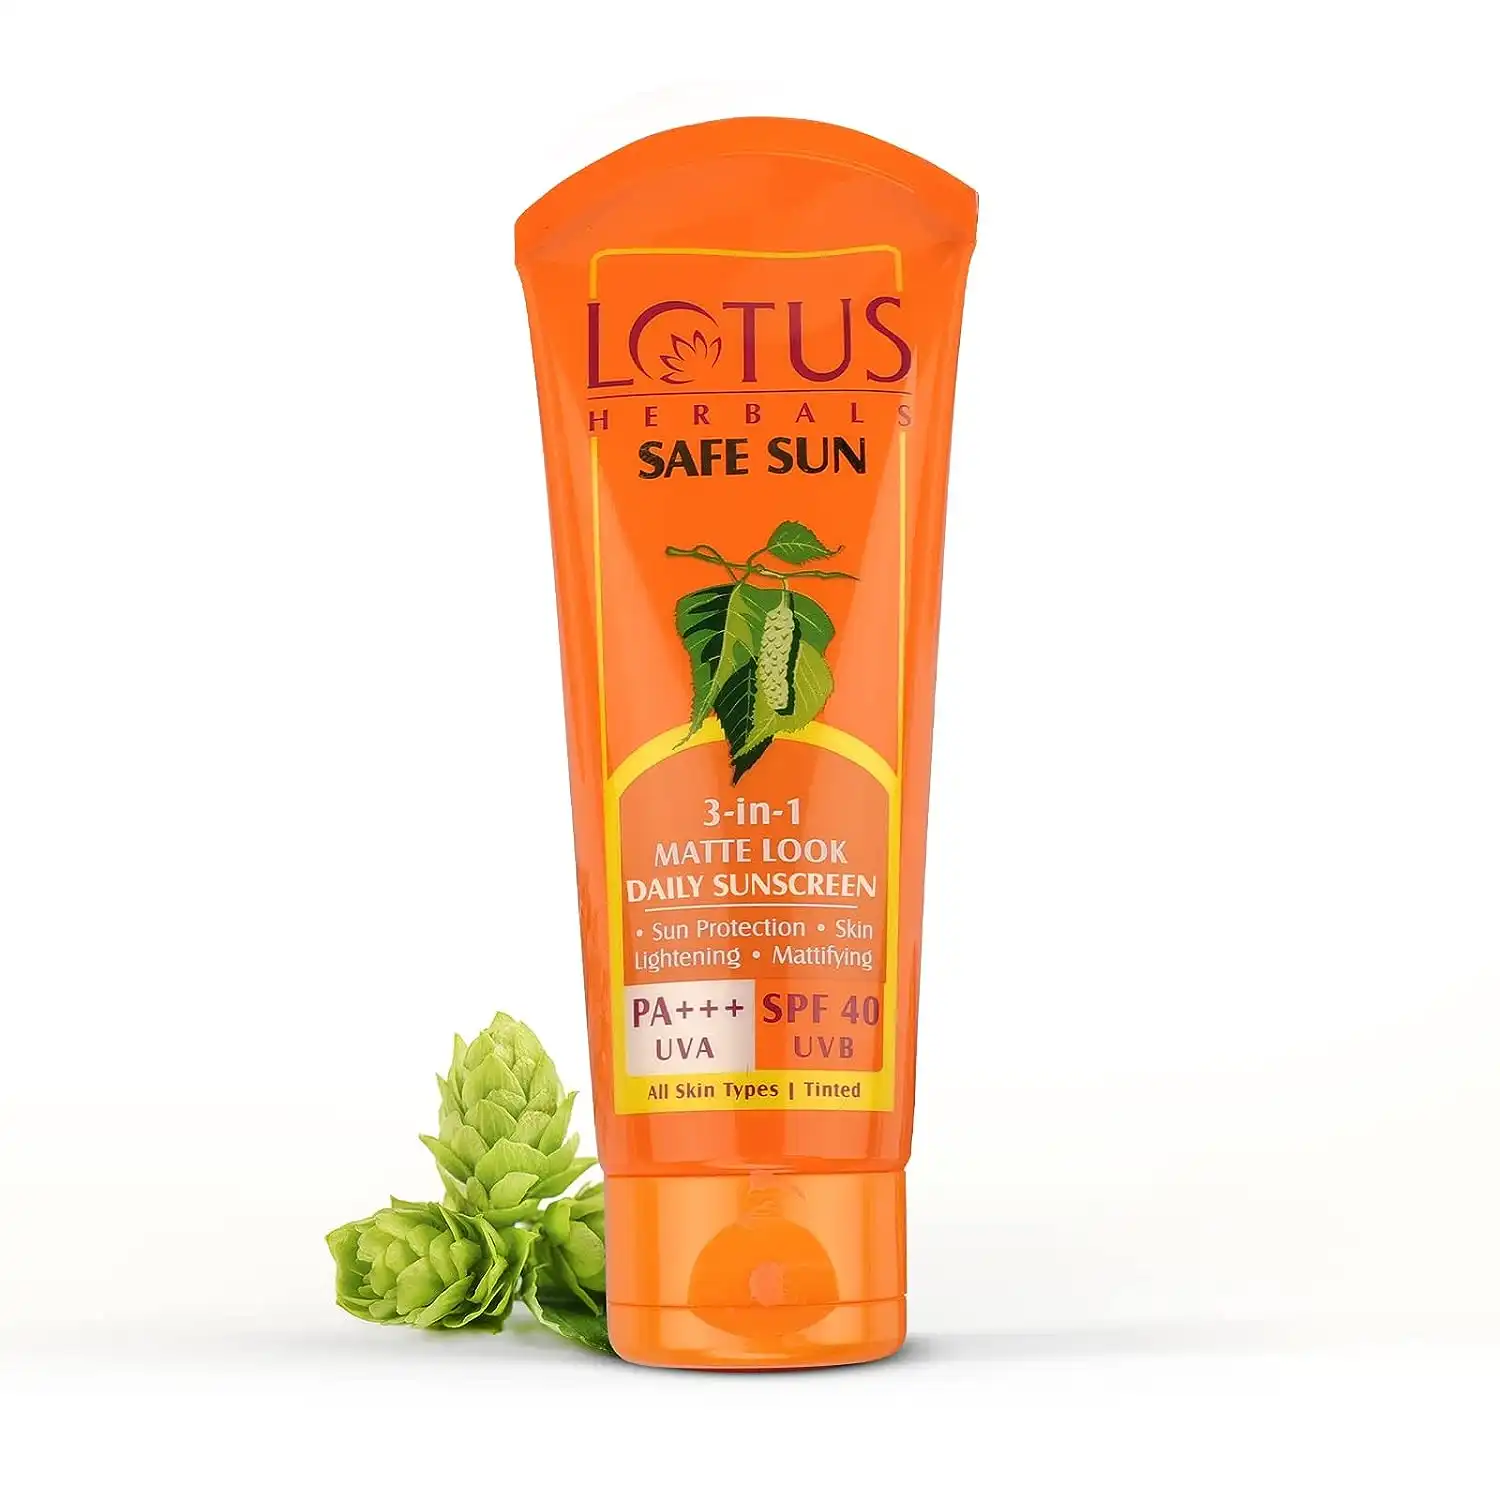 LOTUS
HERBALS
SAFE SUN
3-in-1
MATTE LOOK
DAILY SUNSCREEN
• Sun Protection • Skin
Lightening • Mattifying
PA+++ SPF 40
UVA UVB
All Skin Types | Tinted